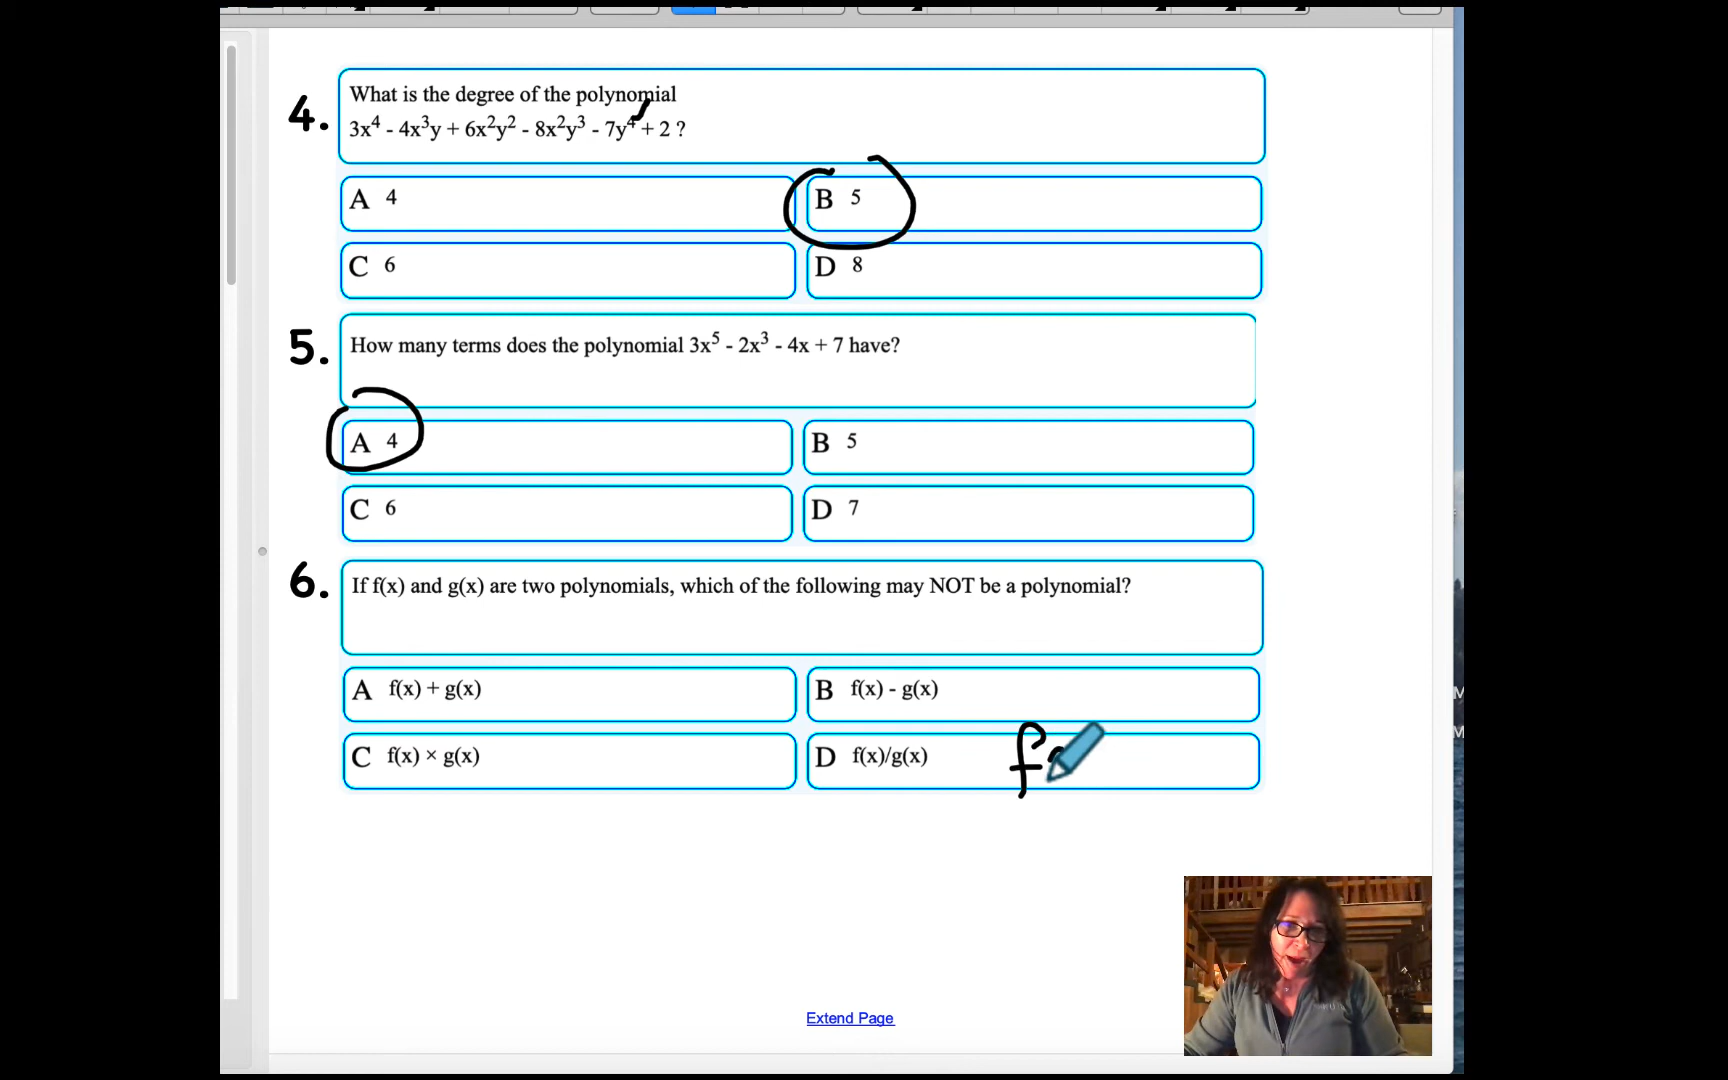 4.
What is the degree of the polynomial
3x⁴ - 4x³y + 6x²y² - 8x²y³ - 7y⁴ + 2 ?
A 4
B 5
C 6
D 8
5.
How many terms does the polynomial 3x⁵ - 2x³ - 4x + 7 have?
A 4
B 5
C 6
D 7
6.
If f(x) and g(x) are two polynomials, which of the following may NOT be a polynomial?
A f(x) + g(x)
B f(x) - g(x)
C f(x) × g(x)
D f(x)/g(x)
f
Extend Page
M
M